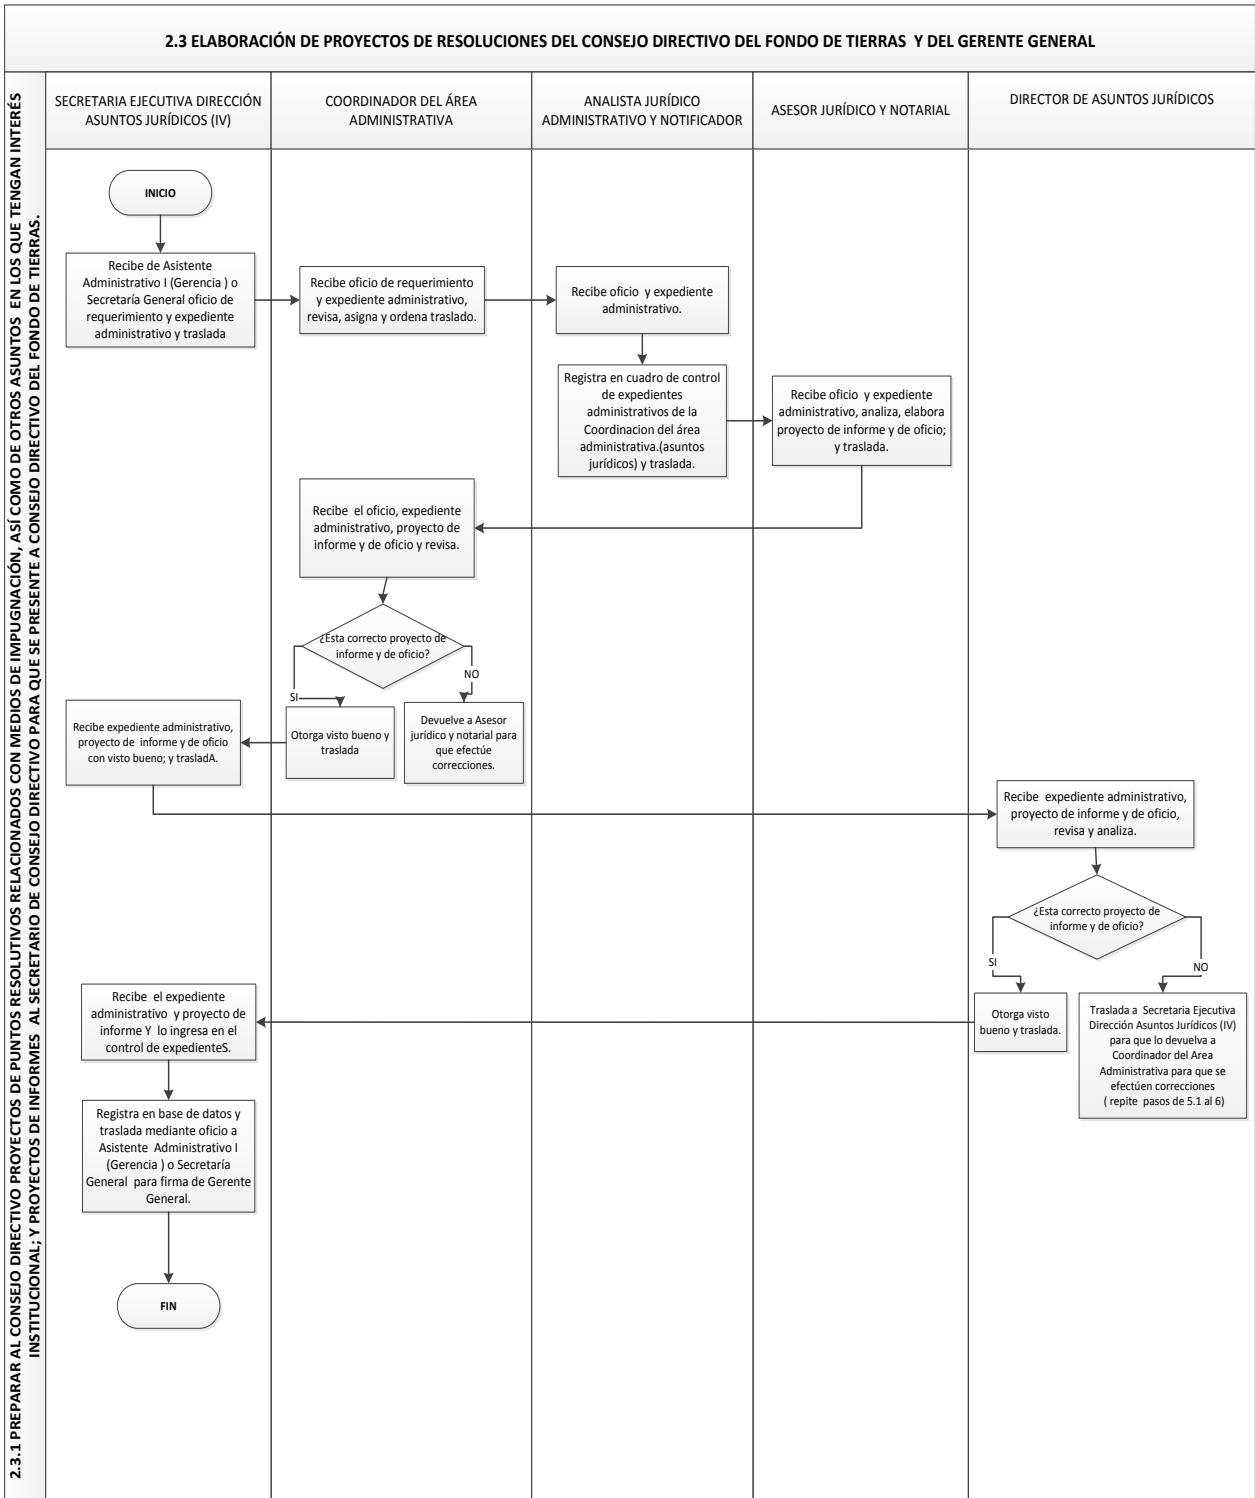 2.3 ELABORACIÓN DE PROYECTOS DE RESOLUCIONES DEL CONSEJO DIRECTIVO DEL FONDO DE TIERRAS Y DEL GERENTE GENERAL
2.3.1 PREPARAR AL CONSEJO DIRECTIVO PROYECTOS DE PUNTOS RESOLUTIVOS RELACIONADOS CON MEDIOS DE IMPUGNACIÓN, ASÍ COMO DE OTROS ASUNTOS EN LOS QUE TENGAN INTERÉS
INSTITUCIONAL; Y PROYECTOS DE INFORMES AL SECRETARIO DE CONSEJO DIRECTIVO PARA QUE SE PRESENTE A CONSEJO DIRECTIVO DEL FONDO DE TIERRAS.
SECRETARIA EJECUTIVA DIRECCIÓN
ASUNTOS JURÍDICOS (IV)
COORDINADOR DEL ÁREA
ADMINISTRATIVA
ANALISTA JURÍDICO
ADMINISTRATIVO Y NOTIFICADOR
ASESOR JURÍDICO Y NOTARIAL
DIRECTOR DE ASUNTOS JURÍDICOS
INICIO
Recibe de Asistente
Administrativo I (Gerencia ) o
Secretaría General oficio de
requerimiento y expediente
administrativo y traslada
Recibe oficio de requerimiento
y expediente administrativo,
revisa, asigna y ordena traslado.
Recibe oficio y expediente
administrativo.
Registra en cuadro de control
de expedientes
administrativos de la
Coordinacion del área
administrativa.(asuntos
jurídicos) y traslada.
Recibe oficio y expediente
administrativo, analiza, elabora
proyecto de informe y de oficio;
y traslada.
Recibe el oficio, expediente
administrativo, proyecto de
informe y de oficio y revisa.
¿Esta correcto proyecto de
informe y de oficio?
SI
NO
Otorga visto bueno y
traslada
Devuelve a Asesor
jurídico y notarial para
que efectúe
correcciones.
Recibe expediente administrativo,
proyecto de informe y de oficio
con visto bueno; y trasladA.
Recibe expediente administrativo,
proyecto de informe y de oficio,
revisa y analiza.
¿Esta correcto proyecto de
informe y de oficio?
SI
NO
Otorga visto
bueno y traslada.
Traslada a Secretaria Ejecutiva
Dirección Asuntos Jurídicos (IV)
para que lo devuelva a
Coordinador del Area
Administrativa para que se
efectúen correcciones
( repite pasos de 5.1 al 6)
Recibe el expediente
administrativo y proyecto de
informe Y lo ingresa en el
control de expedienteS.
Registra en base de datos y
traslada mediante oficio a
Asistente Administrativo I
(Gerencia ) o Secretaría
General para firma de Gerente
General.
FIN